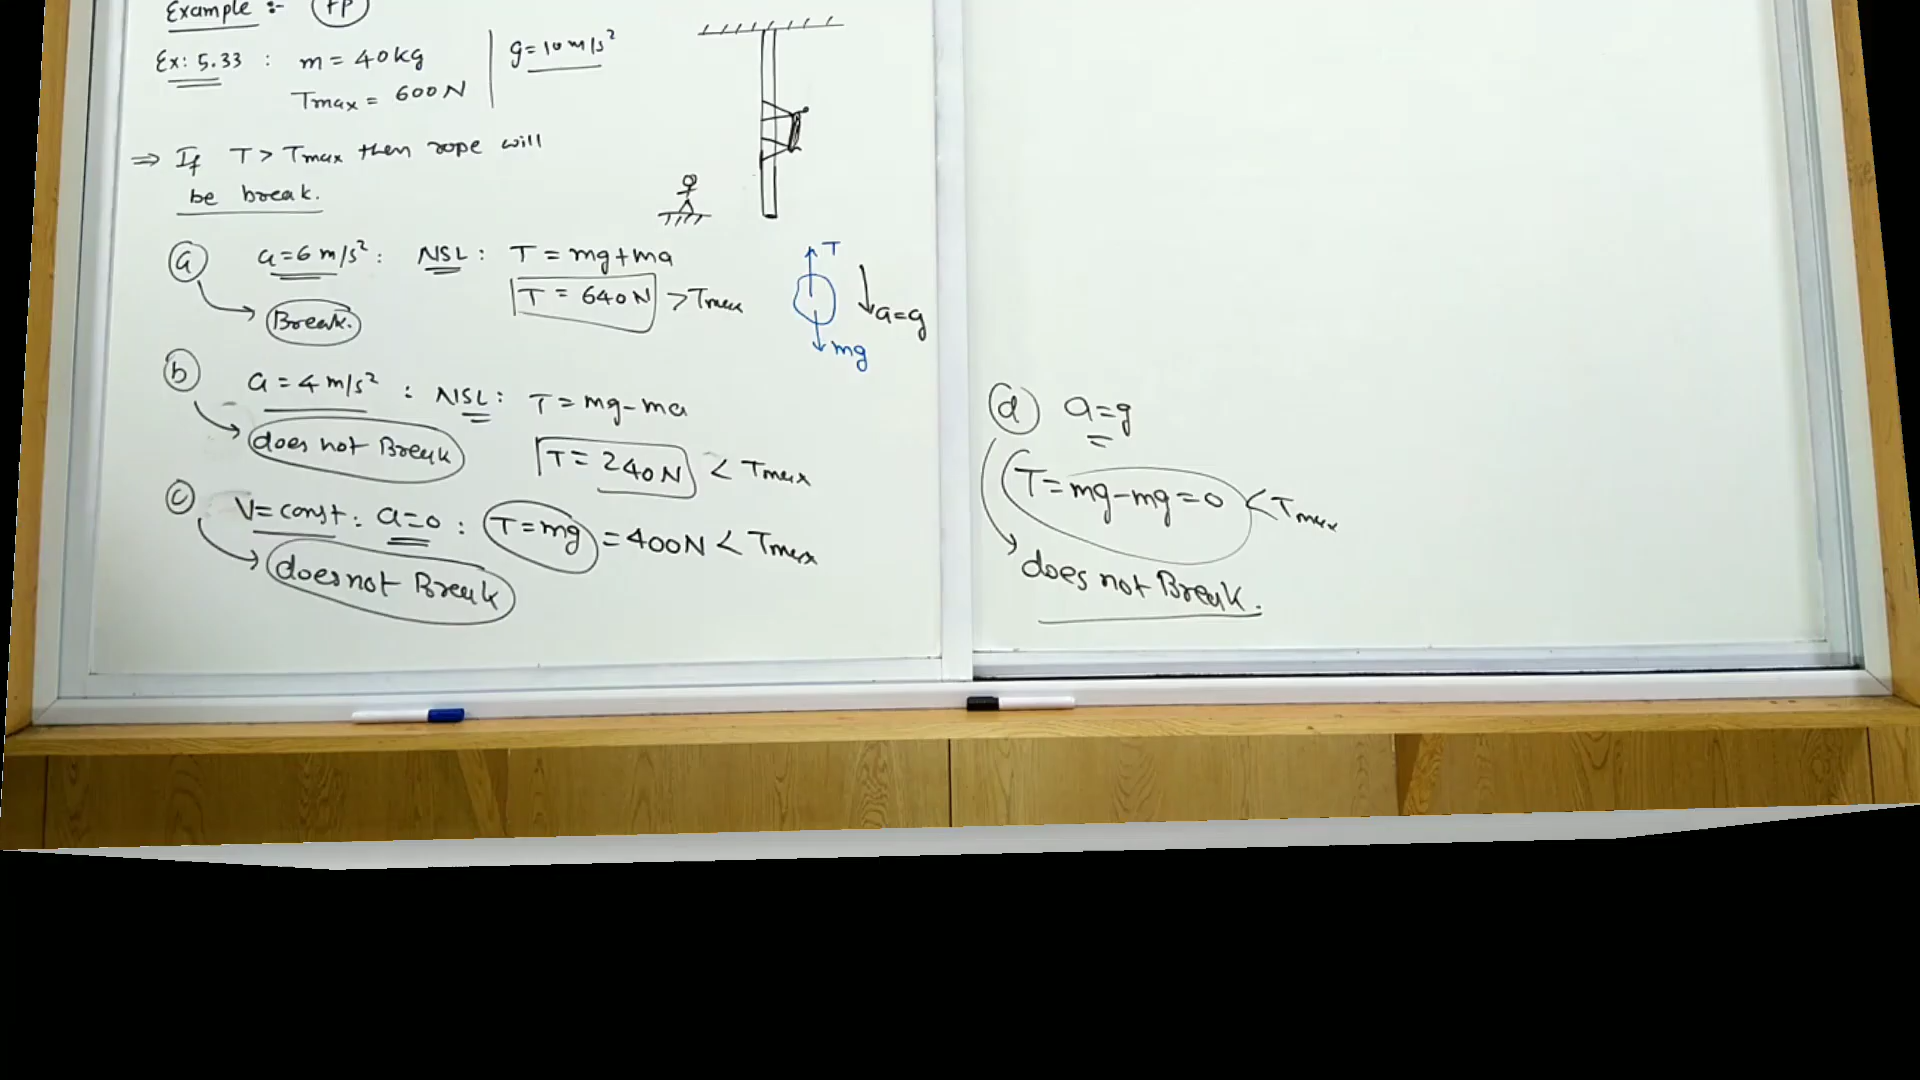 Example :- FP
Ex: 5.33 : m = 40kg g = 10 m/s²
Tmax = 600N
⇒ If T > Tmax then rope will
be break.
(a) a = 6 m/s² : NSL : T = mg+ma
T = 640N > Tmax
Break.
T
a=g
mg
(b) a = 4 m/s² : NSL : T = mg-ma
does not Break T = 240N < Tmax
(c) V = const : a=0 : T = mg = 400N < Tmax
does not Break
(d) a=g
T = mg-mg = 0 < Tmax
does not Break.